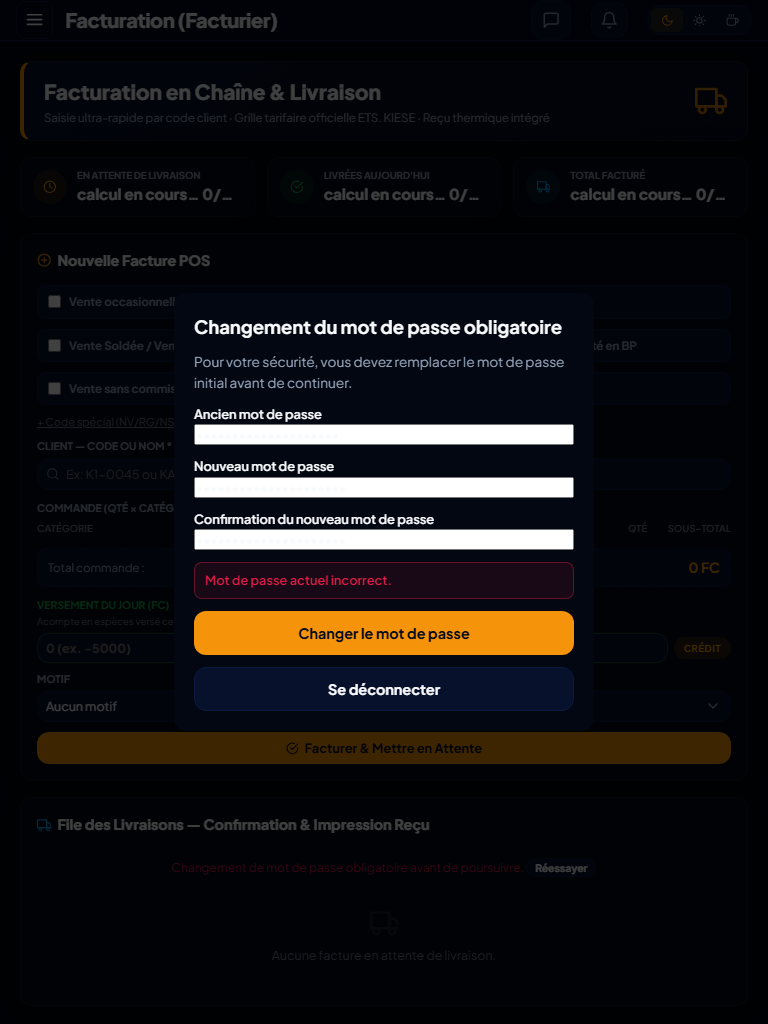 Facturation (Facturier)
Facturation en Chaîne & Livraison
Saisie ultra-rapide par code client · Grille tarifaire officielle ETS. KIESE · Reçu thermique intégré
EN ATTENTE DE LIVRAISON
calcul en cours… 0/…
LIVRÉES AUJOURD'HUI
calcul en cours… 0/…
TOTAL FACTURÉ
calcul en cours… 0/…
Nouvelle Facture POS
Vente occasionnell
Vente Soldée / Ven
té en BP
Vente sans commis
+ Code spécial (NV/RG/NS
CLIENT — CODE OU NOM *
Ex: K1-0045 ou KA
COMMANDE (QTÉ × CATÉG
CATÉGORIE
QTÉ
SOUS-TOTAL
Total commande :
0 FC
VERSEMENT DU JOUR (FC)
Acompte en espèces versé ce
0 (ex. -5000)
CRÉDIT
MOTIF
Aucun motif
Facturer & Mettre en Attente
Changement du mot de passe obligatoire
Pour votre sécurité, vous devez remplacer le mot de passe
initial avant de continuer.
Ancien mot de passe
Nouveau mot de passe
Confirmation du nouveau mot de passe
Mot de passe actuel incorrect.
Changer le mot de passe
Se déconnecter
File des Livraisons — Confirmation & Impression Reçu
Changement de mot de passe obligatoire avant de poursuivre. Réessayer
Aucune facture en attente de livraison.